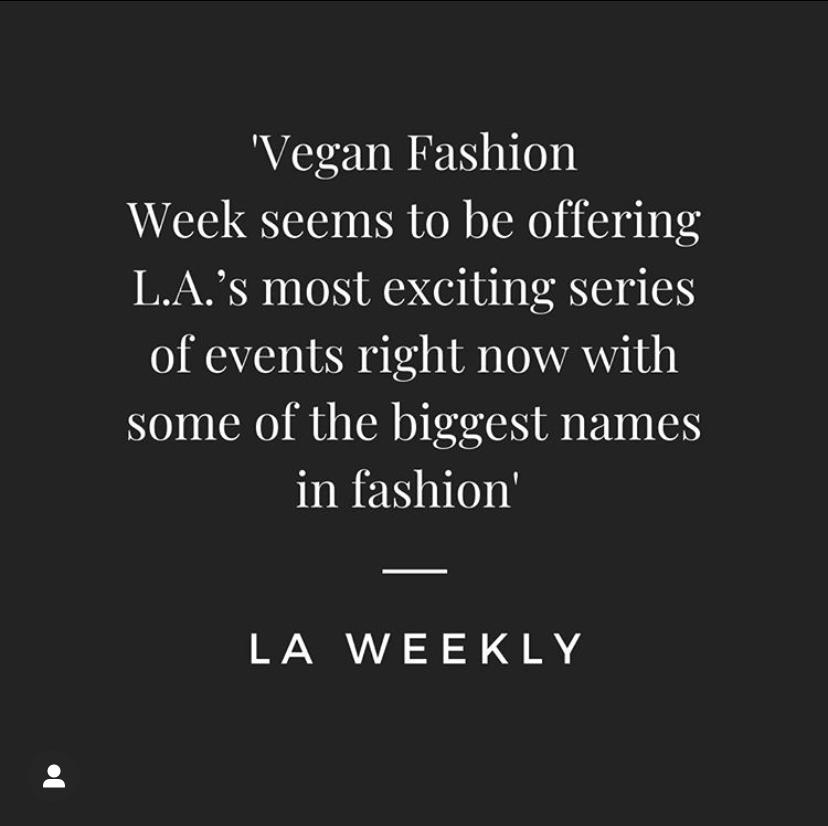 'Vegan Fashion
Week seems to be offering
L.A.’s most exciting series
of events right now with
some of the biggest names
in fashion'
LA WEEKLY